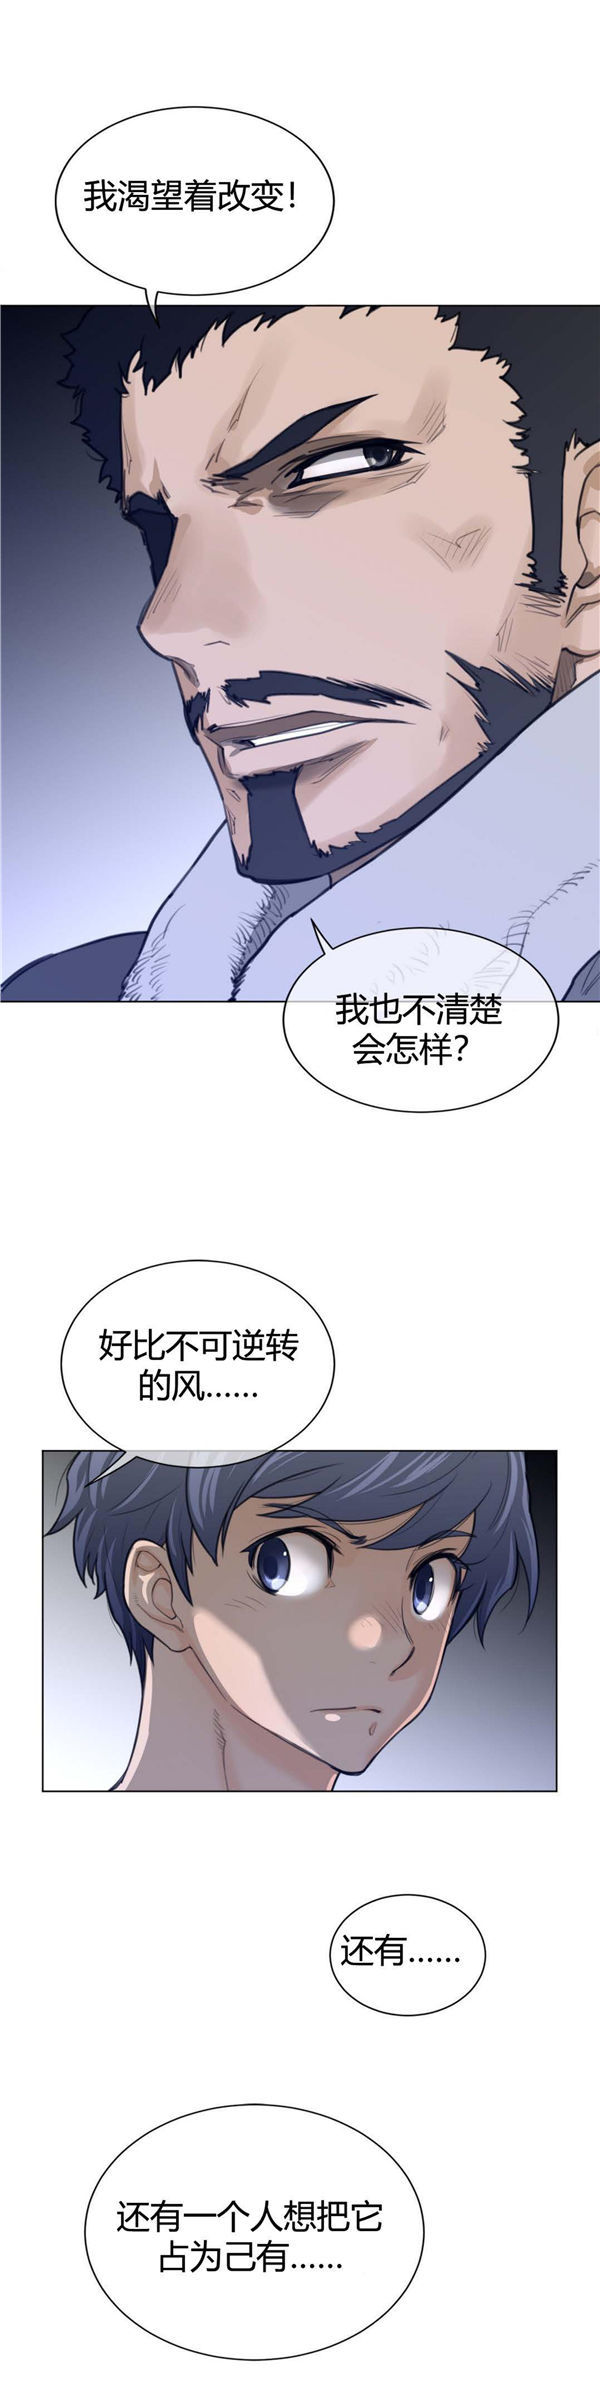 我渴望着改变！
我也不清楚
会怎样？
好比不可逆转
的风……
还有……
还有一个人想把它
占为己有……